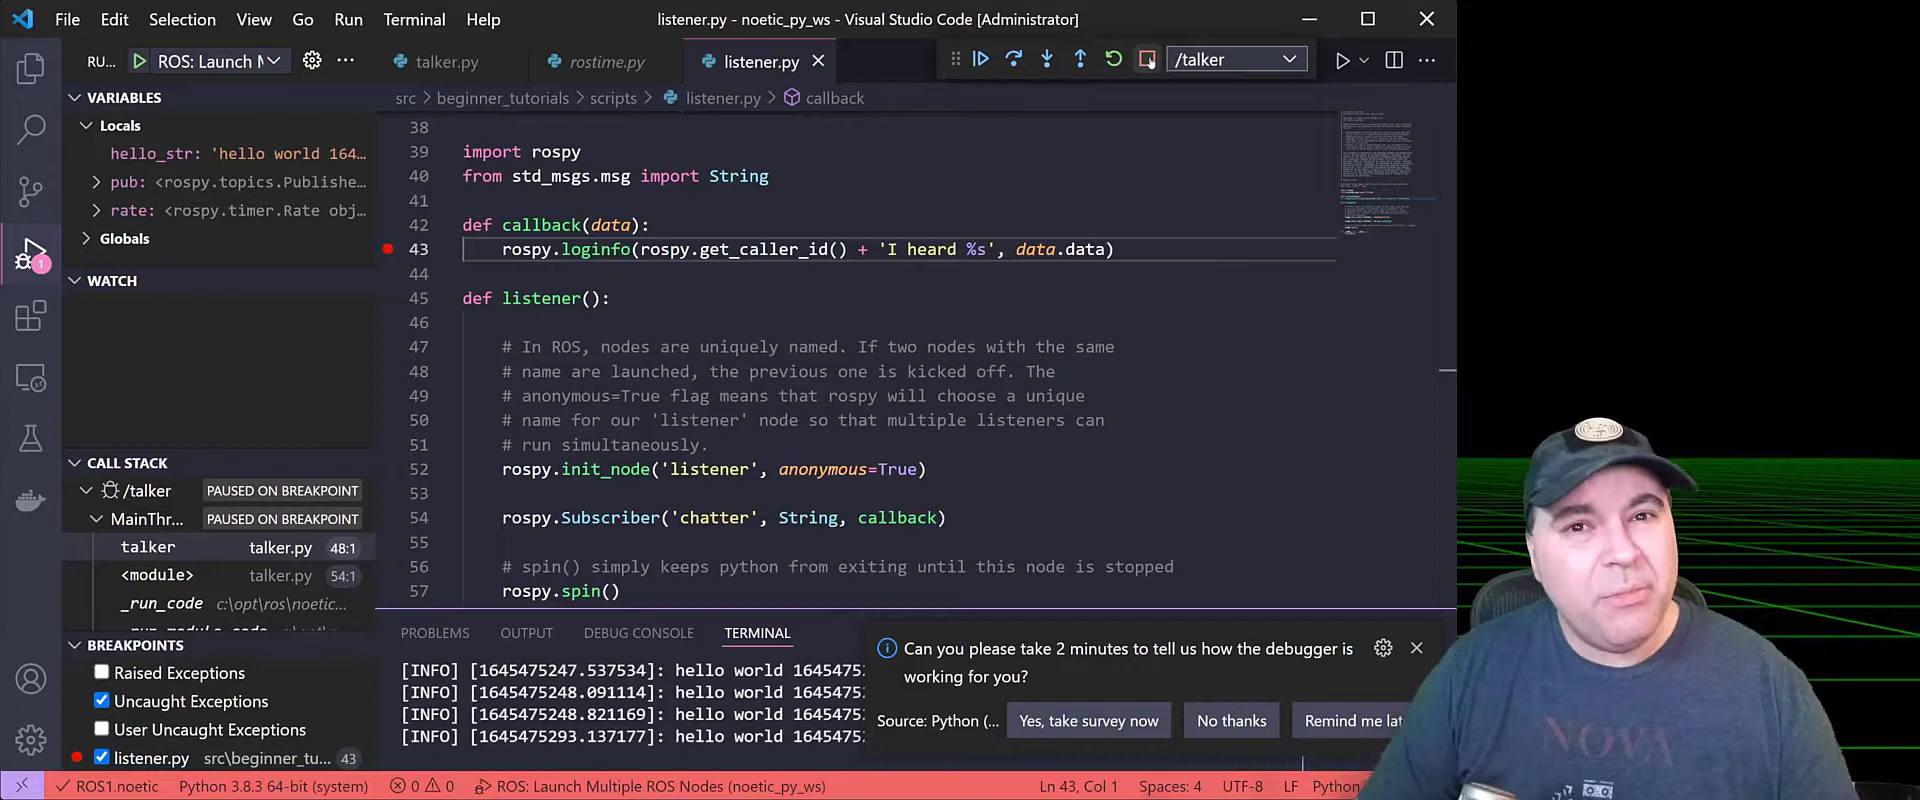 File Edit Selection View Go Run Terminal Help listener.py - noetic_py_ws - Visual Studio Code [Administrator]
RU... ROS: Launch N talker.py rostime.py listener.py /talker
VARIABLES
Locals
hello_str: 'hello world 164...
pub: <rospy.topics.Publishe...
rate: <rospy.timer.Rate obj...
Globals
WATCH
CALL STACK
/talker PAUSED ON BREAKPOINT
MainThr... PAUSED ON BREAKPOINT
talker talker.py 48:1
<module> talker.py 54:1
_run_code c:\opt\ros\noetic...
BREAKPOINTS
Raised Exceptions
Uncaught Exceptions
User Uncaught Exceptions
listener.py src\beginner_tu... 43
1
src > beginner_tutorials > scripts > listener.py > callback
38
39 import rospy
40 from std_msgs.msg import String
41
42 def callback(data):
43 rospy.loginfo(rospy.get_caller_id() + 'I heard %s', data.data)
44
45 def listener():
46
47 # In ROS, nodes are uniquely named. If two nodes with the same
48 # name are launched, the previous one is kicked off. The
49 # anonymous=True flag means that rospy will choose a unique
50 # name for our 'listener' node so that multiple listeners can
51 # run simultaneously.
52 rospy.init_node('listener', anonymous=True)
53
54 rospy.Subscriber('chatter', String, callback)
55
56 # spin() simply keeps python from exiting until this node is stopped
57 rospy.spin()
PROBLEMS OUTPUT DEBUG CONSOLE TERMINAL
[INFO] [1645475247.537534]: hello world 1645475
[INFO] [1645475248.091114]: hello world 1645475
[INFO] [1645475248.821169]: hello world 1645475
[INFO] [1645475293.137177]: hello world 1645475
Can you please take 2 minutes to tell us how the debugger is
working for you?
Source: Python (... Yes, take survey now No thanks Remind me lat
ROS1.noetic Python 3.8.3 64-bit (system) 0 0 ROS: Launch Multiple ROS Nodes (noetic_py_ws) Ln 43, Col 1 Spaces: 4 UTF-8 LF Python
NOVA